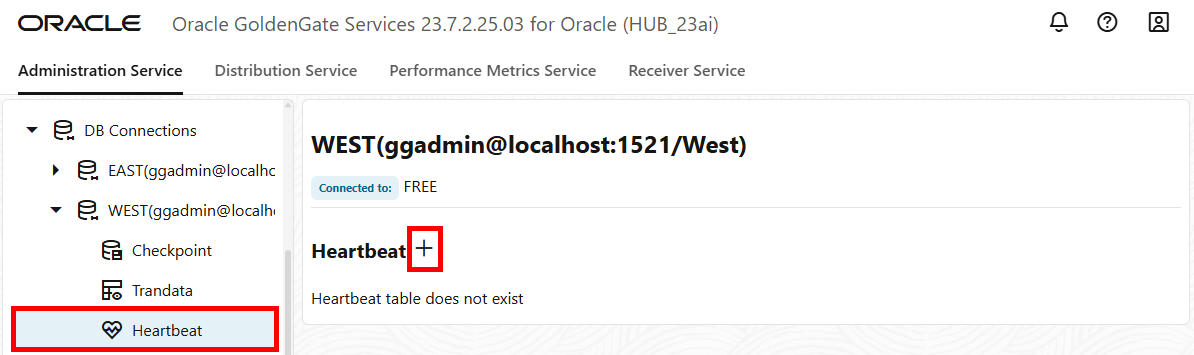 ORACLE Oracle GoldenGate Services 23.7.2.25.03 for Oracle (HUB_23ai)
Administration Service Distribution Service Performance Metrics Service Receiver Service
DB Connections
EAST(ggadmin@localhc
WEST(ggadmin@localh
Checkpoint
Trandata
Heartbeat
WEST(ggadmin@localhost:1521/West)
Connected to: FREE
Heartbeat +
Heartbeat table does not exist